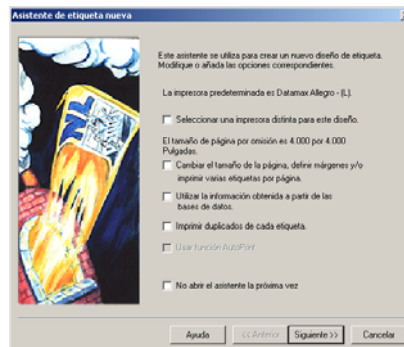 Asistente de etiqueta nueva
Este asistente se utiliza para crear un nuevo diseño de etiqueta.
Modifique o añada las opciones correspondientes.
La impresora predeterminada es Datamax Allegro - (L).
Seleccionar una impresora distinta para este diseño.
El tamaño de página por omisión es 4.000 por 4.000
Pulgadas.
Cambiar el tamaño de la página, definir márgenes y/o
imprimir varias etiquetas por página.
Utilizar la información obtenida a partir de las
bases de datos.
Imprimir duplicados de cada etiqueta.
Usar función AutoPrint
No abrir el asistente la próxima vez
Ayuda
<< Anterior
Siguiente >>
Cancelar
NL